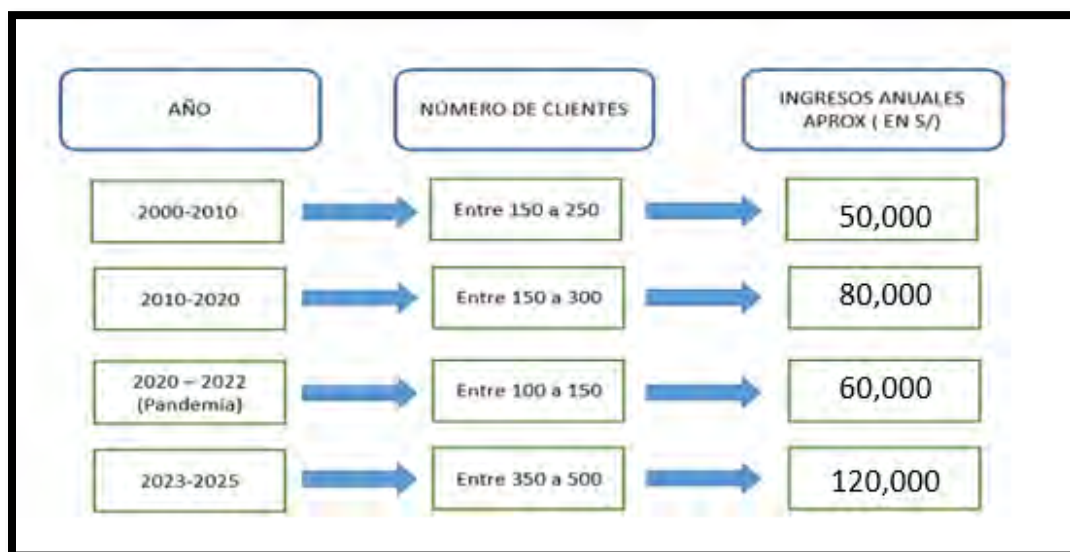 AÑO
NÚMERO DE CLIENTES
INGRESOS ANUALES
APROX ( EN S/)
2000-2010
Entre 150 a 250
50,000
2010-2020
Entre 150 a 300
80,000
2020 – 2022
(Pandemia)
Entre 100 a 150
60,000
2023-2025
Entre 350 a 500
120,000